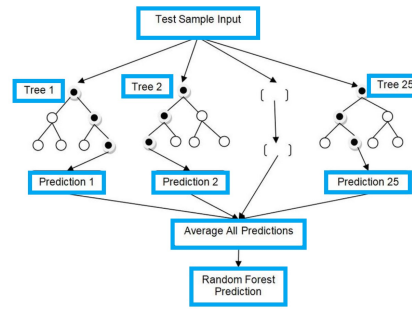 Test Sample Input
Tree 1
Tree 2
Tree 25
Prediction 1
Prediction 2
Prediction 25
Average All Predictions
Random Forest
Prediction